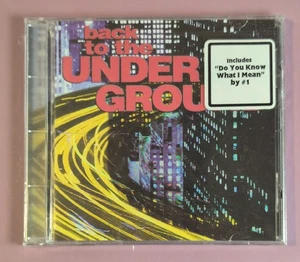 back
to the
UNDER
GROU
Includes
"Do You Know
What I Mean"
by #1